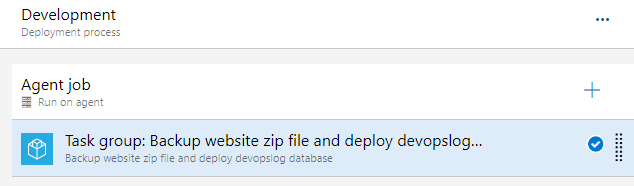 Development
Deployment process
Agent job
Run on agent
Task group: Backup website zip file and deploy devopslog...
Backup website zip file and deploy devopslog database